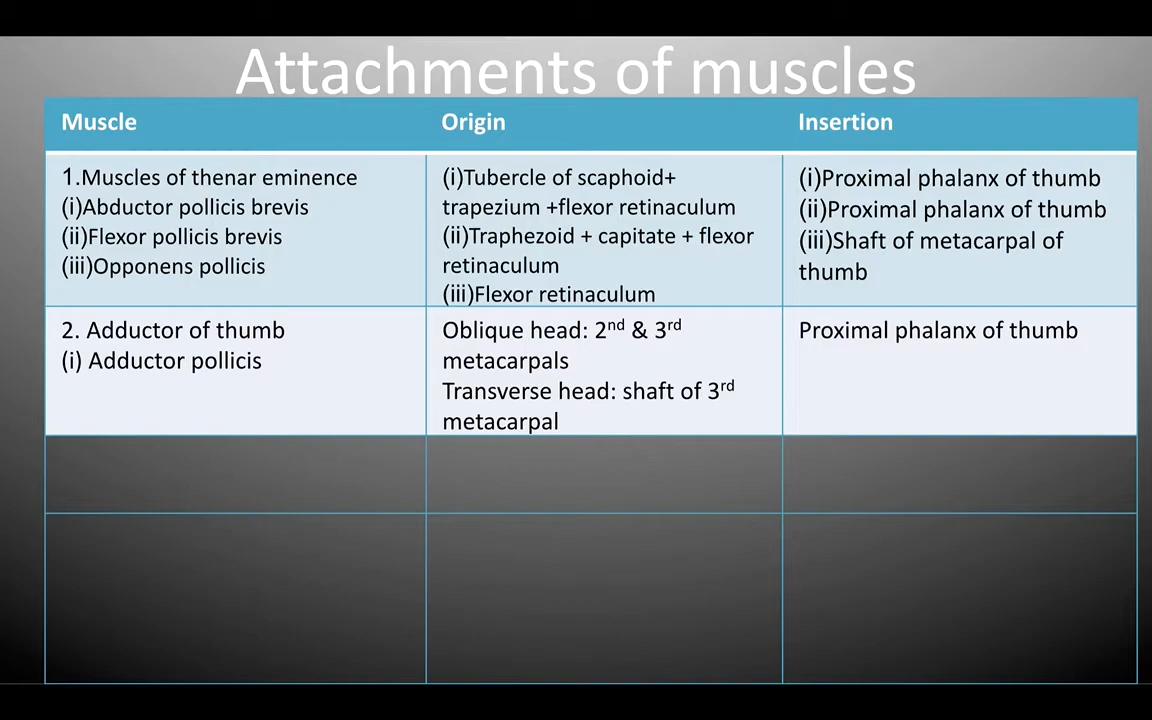 Attachments of muscles
Muscle
Origin
Insertion
1.Muscles of thenar eminence
(i)Abductor pollicis brevis
(ii)Flexor pollicis brevis
(iii)Opponens pollicis
(i)Tubercle of scaphoid+
trapezium +flexor retinaculum
(ii)Traphezoid + capitate + flexor
retinaculum
(iii)Flexor retinaculum
(i)Proximal phalanx of thumb
(ii)Proximal phalanx of thumb
(iii)Shaft of metacarpal of
thumb
2. Adductor of thumb
(i) Adductor pollicis
Oblique head: 2nd & 3rd
metacarpals
Transverse head: shaft of 3rd
metacarpal
Proximal phalanx of thumb